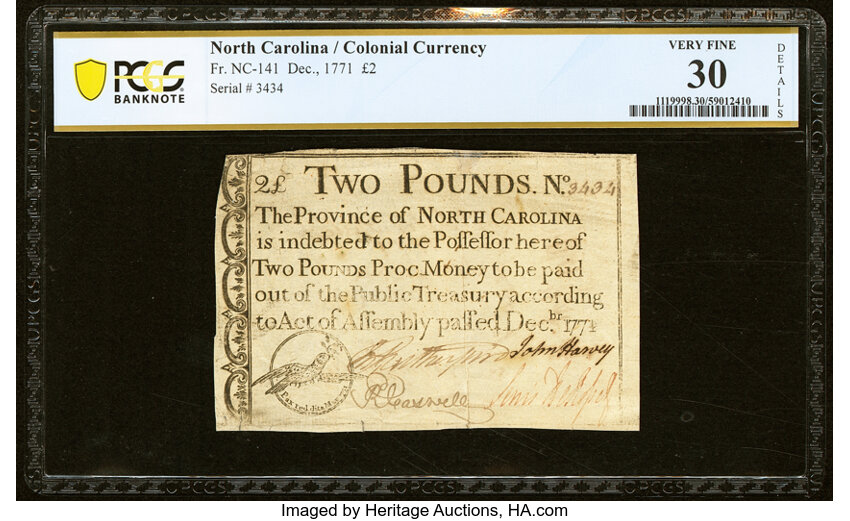 PCGS
BANKNOTE
North Carolina / Colonial Currency
Fr. NC-141 Dec., 1771 £2
Serial # 3434
VERY FINE
30
1119998.30/59012410
DETAILS
2£ TWO POUNDS. No. 3434
The Province of NORTH CAROLINA
is indebted to the Poſſeſſor hereof
TWO POUNDS Proc. Money to be paid
out of the Public Treasury according
to Act of Aſſembly paſſed Decbr. 1771
John Harvey
RCaswell
Imaged by Heritage Auctions, HA.com